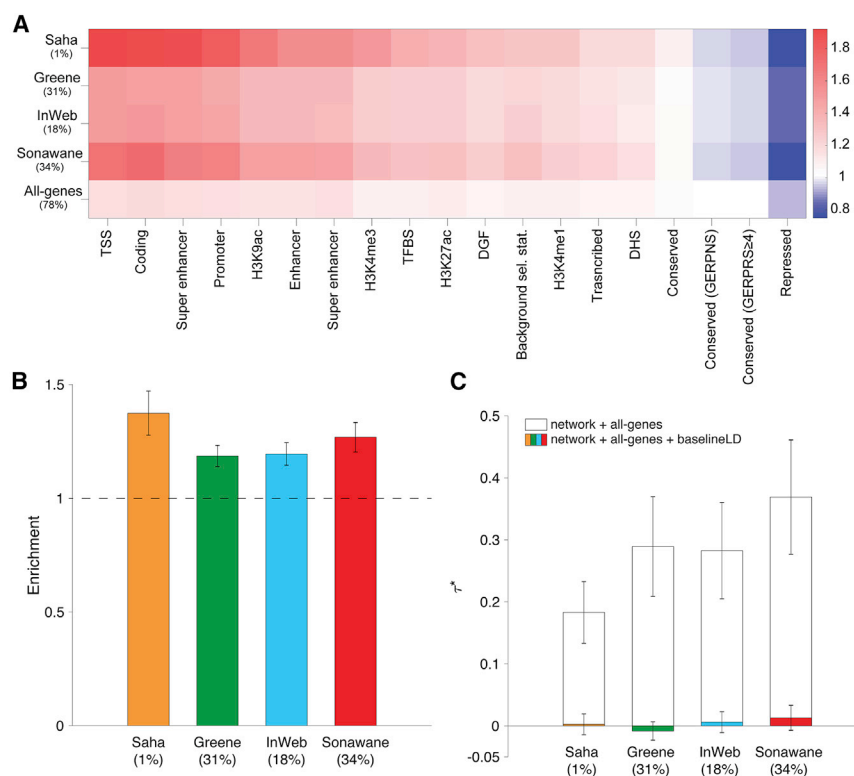 A
Saha
(1%)
Greene
(31%)
InWeb
(18%)
Sonawane
(34%)
All-genes
(78%)
1.8
1.6
1.4
1.2
1
0.8
TSS
Coding
Super enhancer
Promoter
H3K9ac
Enhancer
Super enhancer
H3K4me3
TFBS
H3K27ac
DGF
Background sel. stat.
H3K4me1
Trasncribed
DHS
Conserved
Conserved (GERPNS)
Conserved (GERPRS≥4)
Repressed
B
Enrichment
1.5
1
0.5
0
Saha
(1%)
Greene
(31%)
InWeb
(18%)
Sonawane
(34%)
C
network + all-genes
network + all-genes + baselineLD
τ*
0.5
0.4
0.3
0.2
0.1
0
-0.05
Saha
(1%)
Greene
(31%)
InWeb
(18%)
Sonawane
(34%)